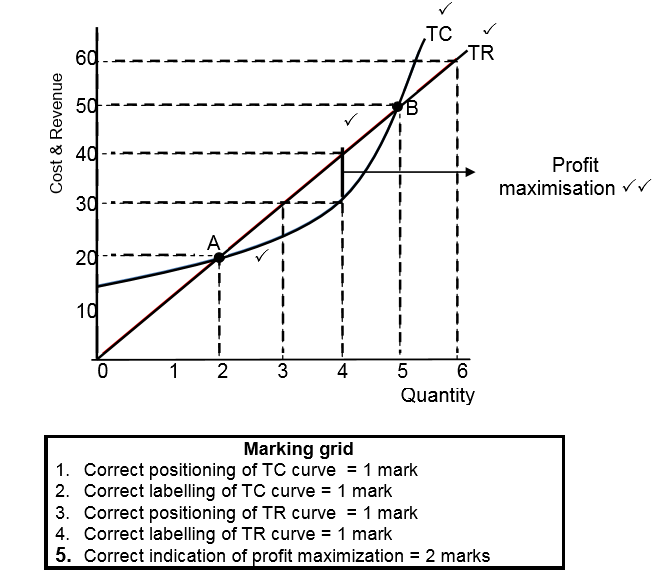 TC ✓
TR ✓
60
50
B
✓
40
Cost & Revenue
Profit
maximisation ✓✓
30
A
20
✓
10
0 1 2 3 4 5 6
Quantity
Marking grid
1. Correct positioning of TC curve = 1 mark
2. Correct labelling of TC curve = 1 mark
3. Correct positioning of TR curve = 1 mark
4. Correct labelling of TR curve = 1 mark
5. Correct indication of profit maximization = 2 marks